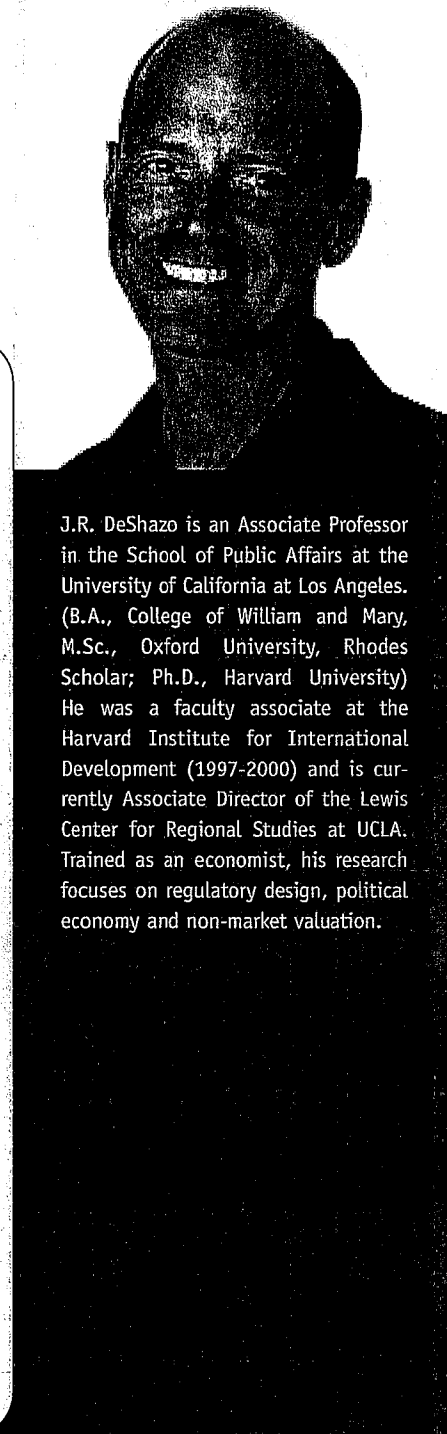 J.R. DeShazo is an Associate Professor
in the School of Public Affairs at the
University of California at Los Angeles.
(B.A., College of William and Mary,
M.Sc., Oxford University, Rhodes
Scholar; Ph.D., Harvard University)
He was a faculty associate at the
Harvard Institute for International
Development (1997-2000) and is cur-
rently Associate Director of the Lewis
Center for Regional Studies at UCLA.
Trained as an economist, his research
focuses on regulatory design, political
economy and non-market valuation.